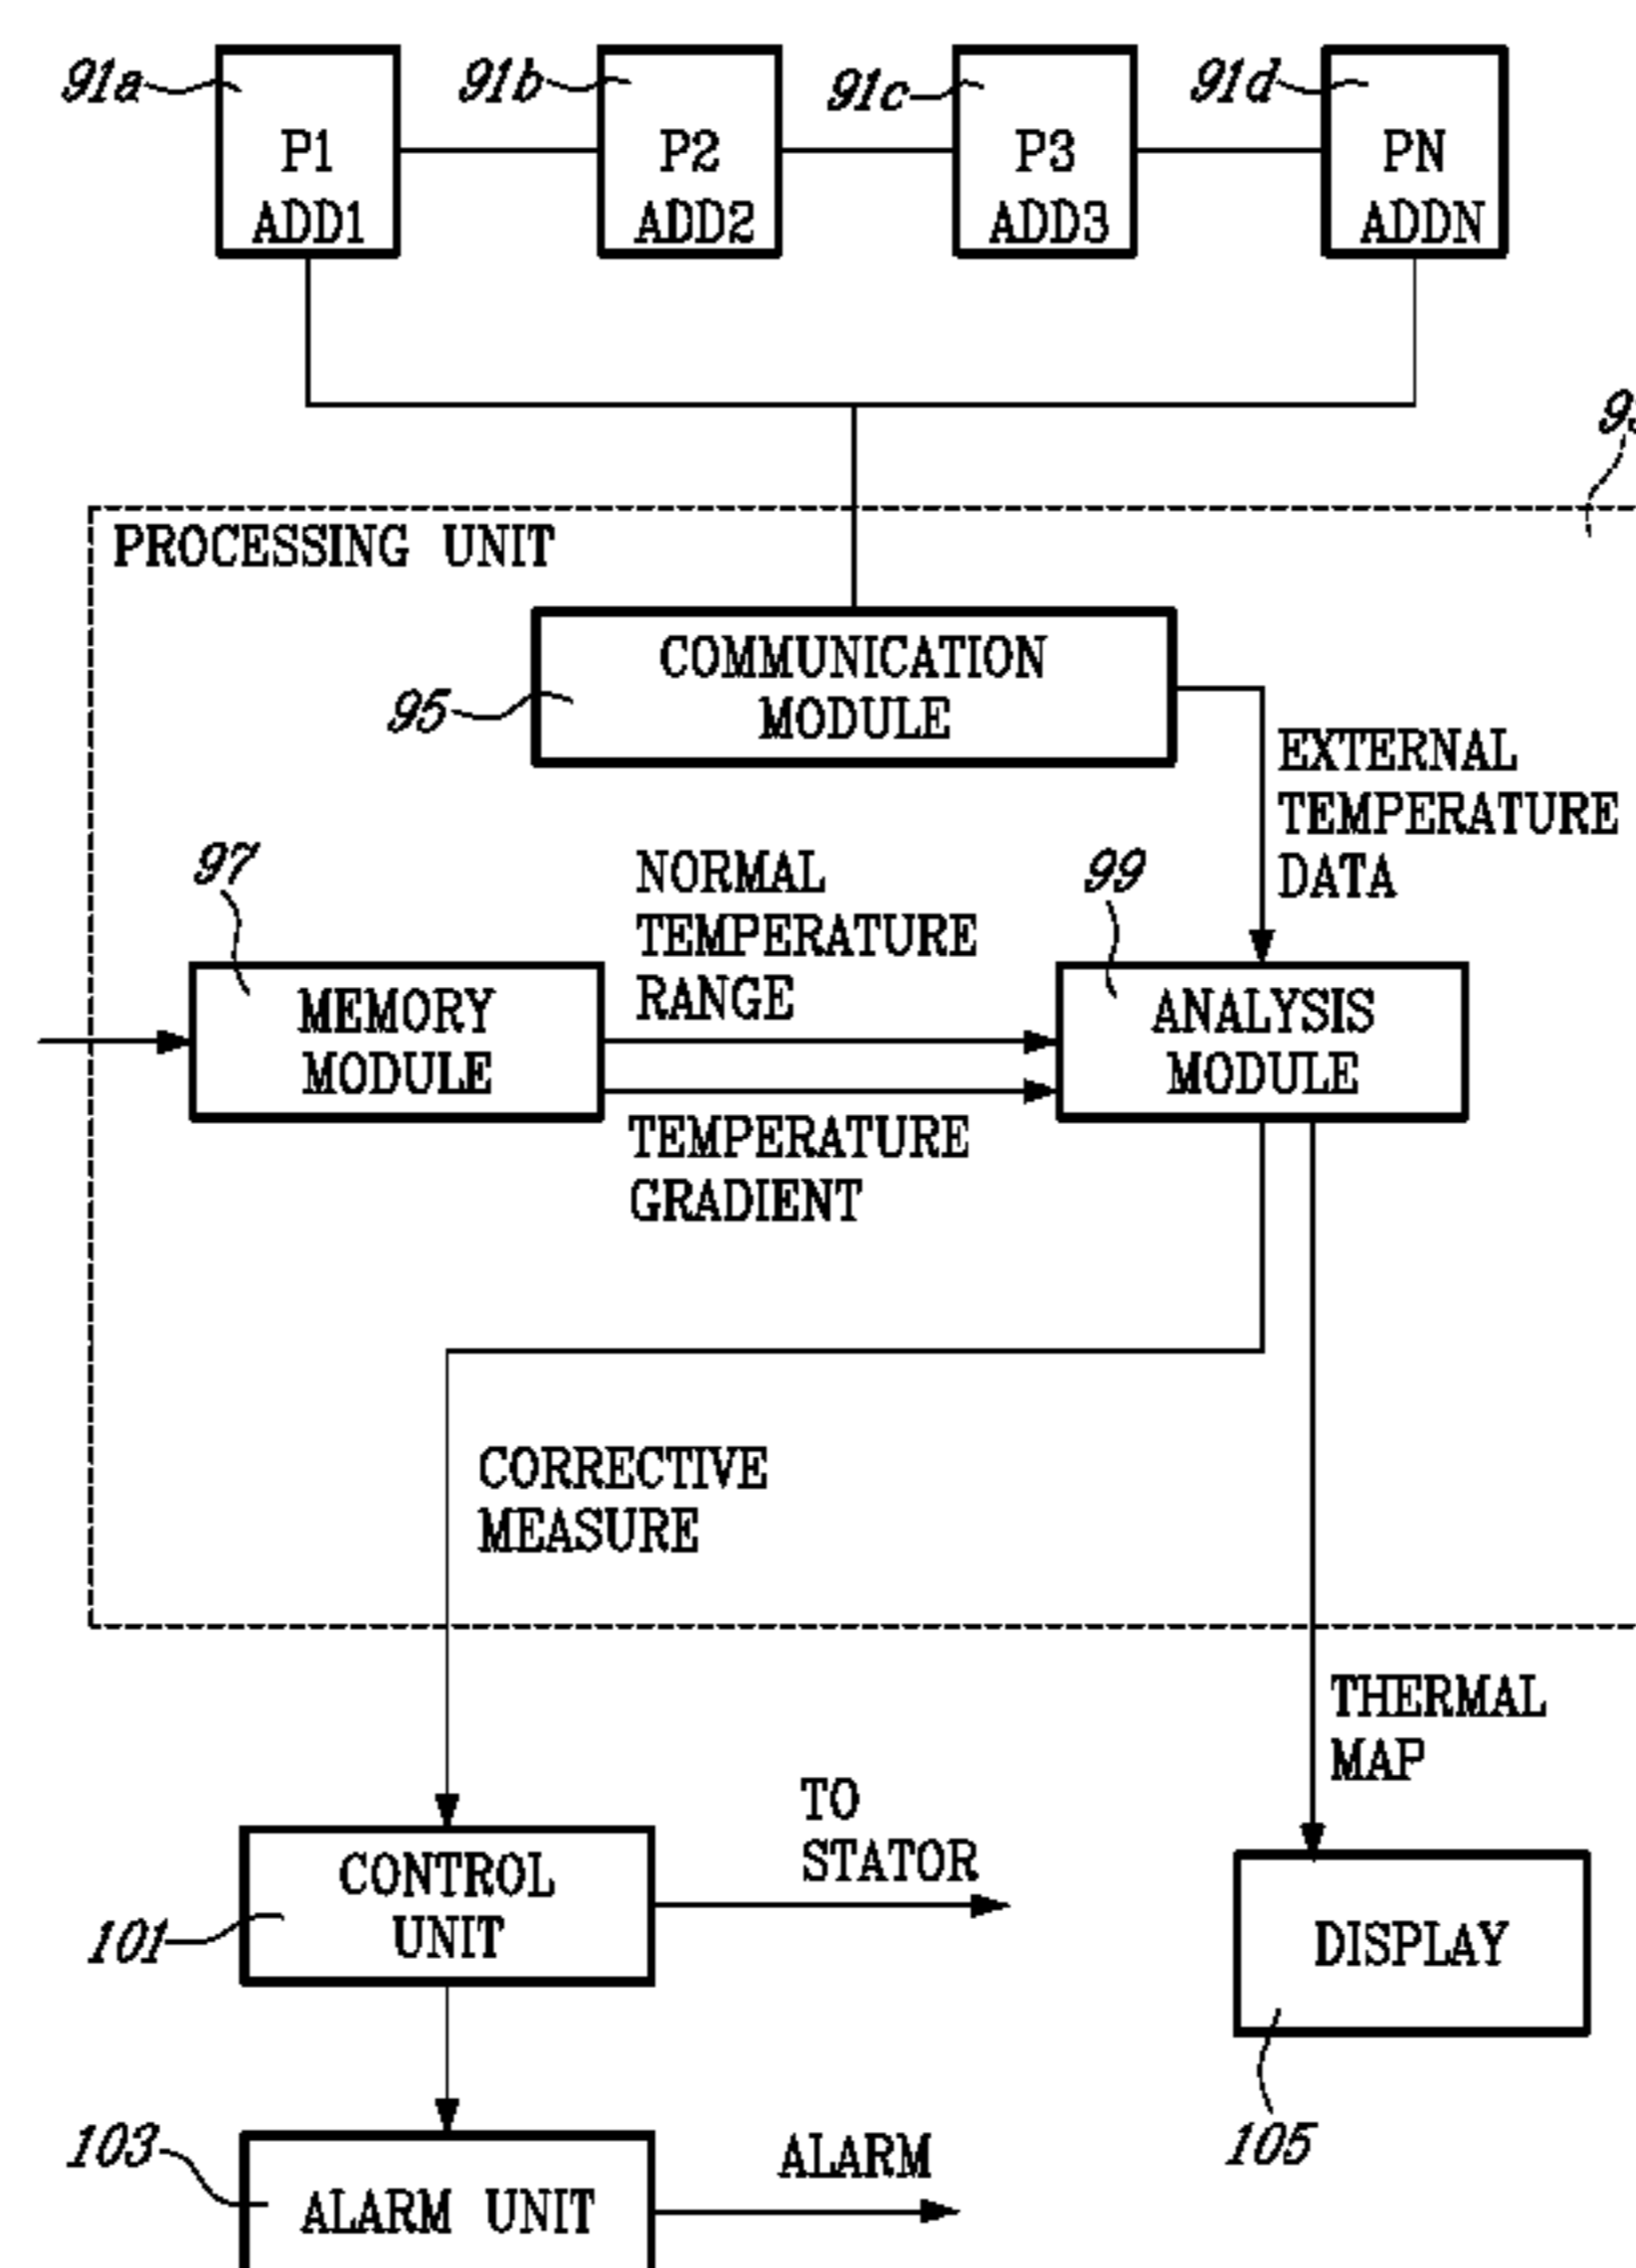 91a
91b
91c
91d
P1
ADD1
P2
ADD2
P3
ADD3
PN
ADDN
PROCESSING UNIT
COMMUNICATION
MODULE
95
EXTERNAL
TEMPERATURE
DATA
97
NORMAL
TEMPERATURE
RANGE
99
MEMORY
MODULE
ANALYSIS
MODULE
TEMPERATURE
GRADIENT
CORRECTIVE
MEASURE
THERMAL
MAP
TO
STATOR
CONTROL
UNIT
101
DISPLAY
105
103
ALARM UNIT
ALARM